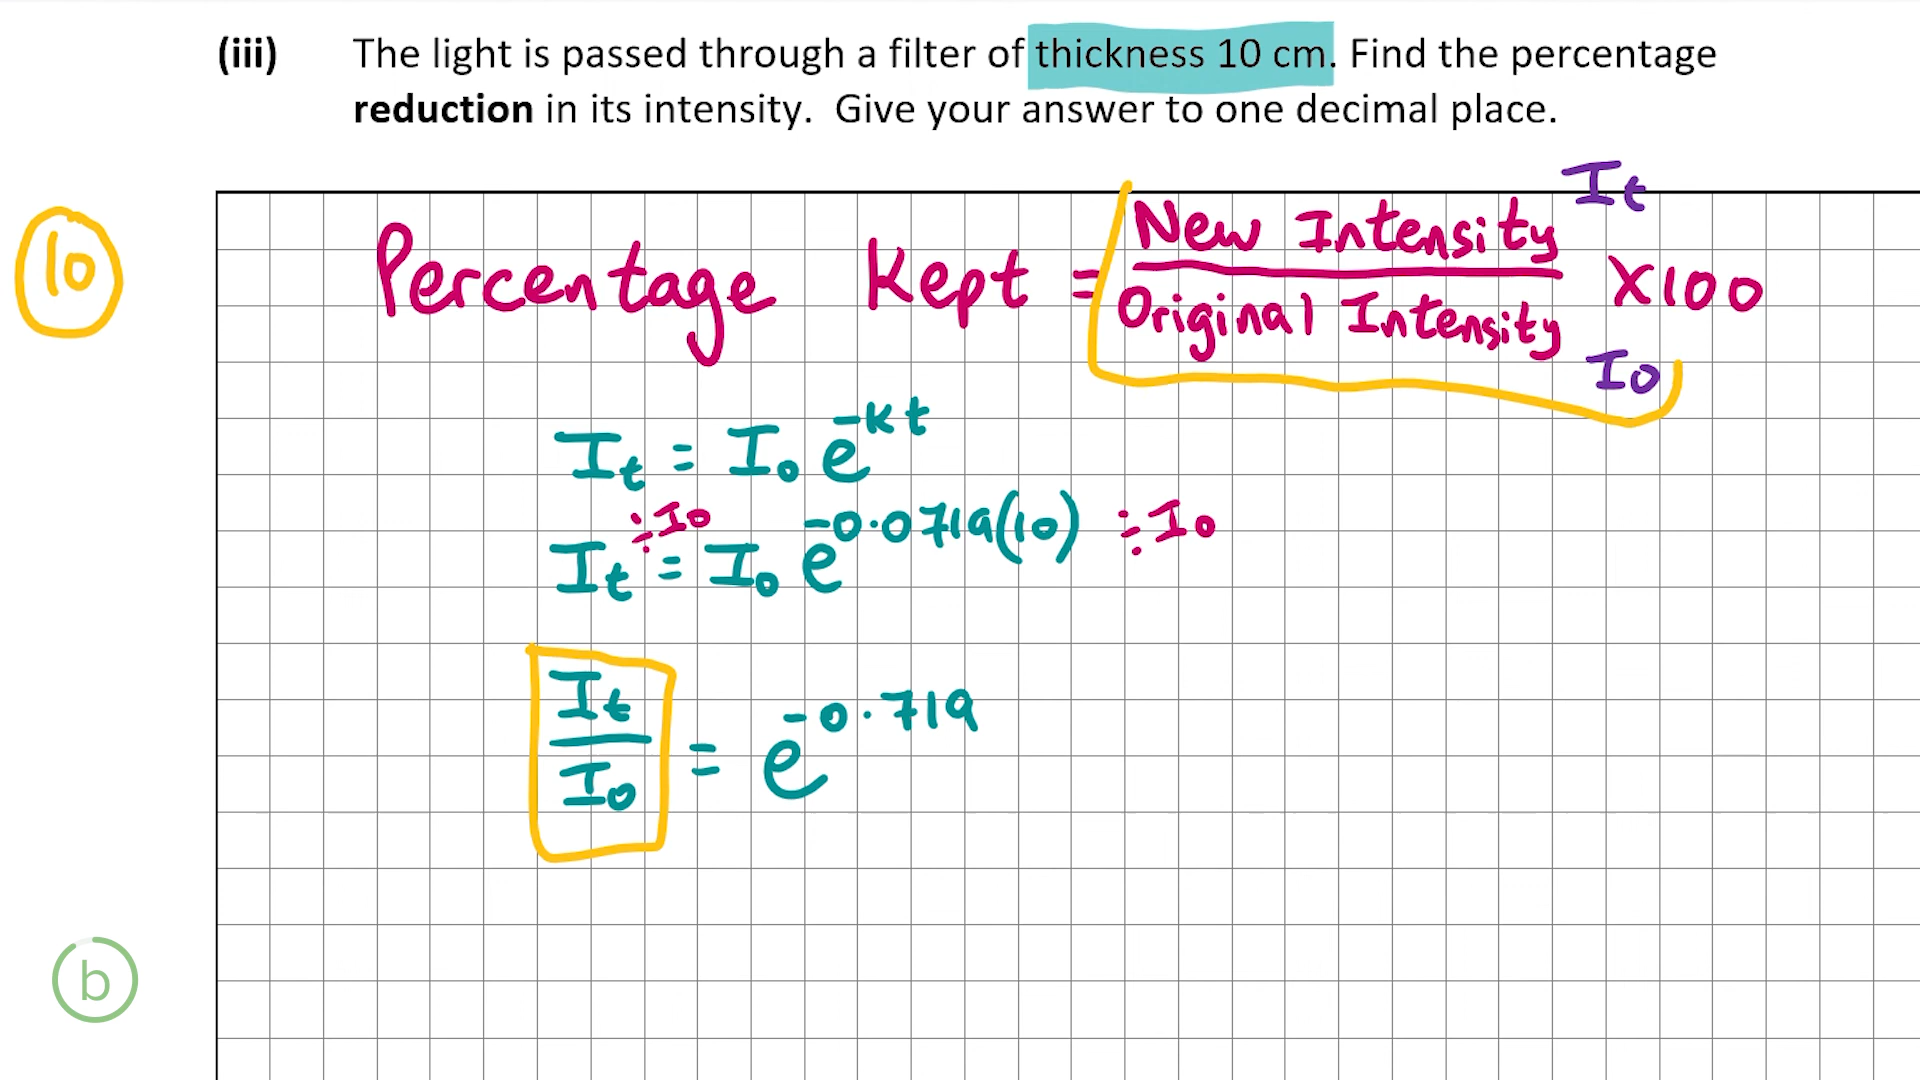 (iii) The light is passed through a filter of thickness 10 cm. Find the percentage
reduction in its intensity. Give your answer to one decimal place.
10
Percentage Kept = New Intensity / Original Intensity X100
It
Io
It = Io e^-kt
÷Io ÷Io
It = Io e^-0.0719(10)
It / Io = e^-0.719
b